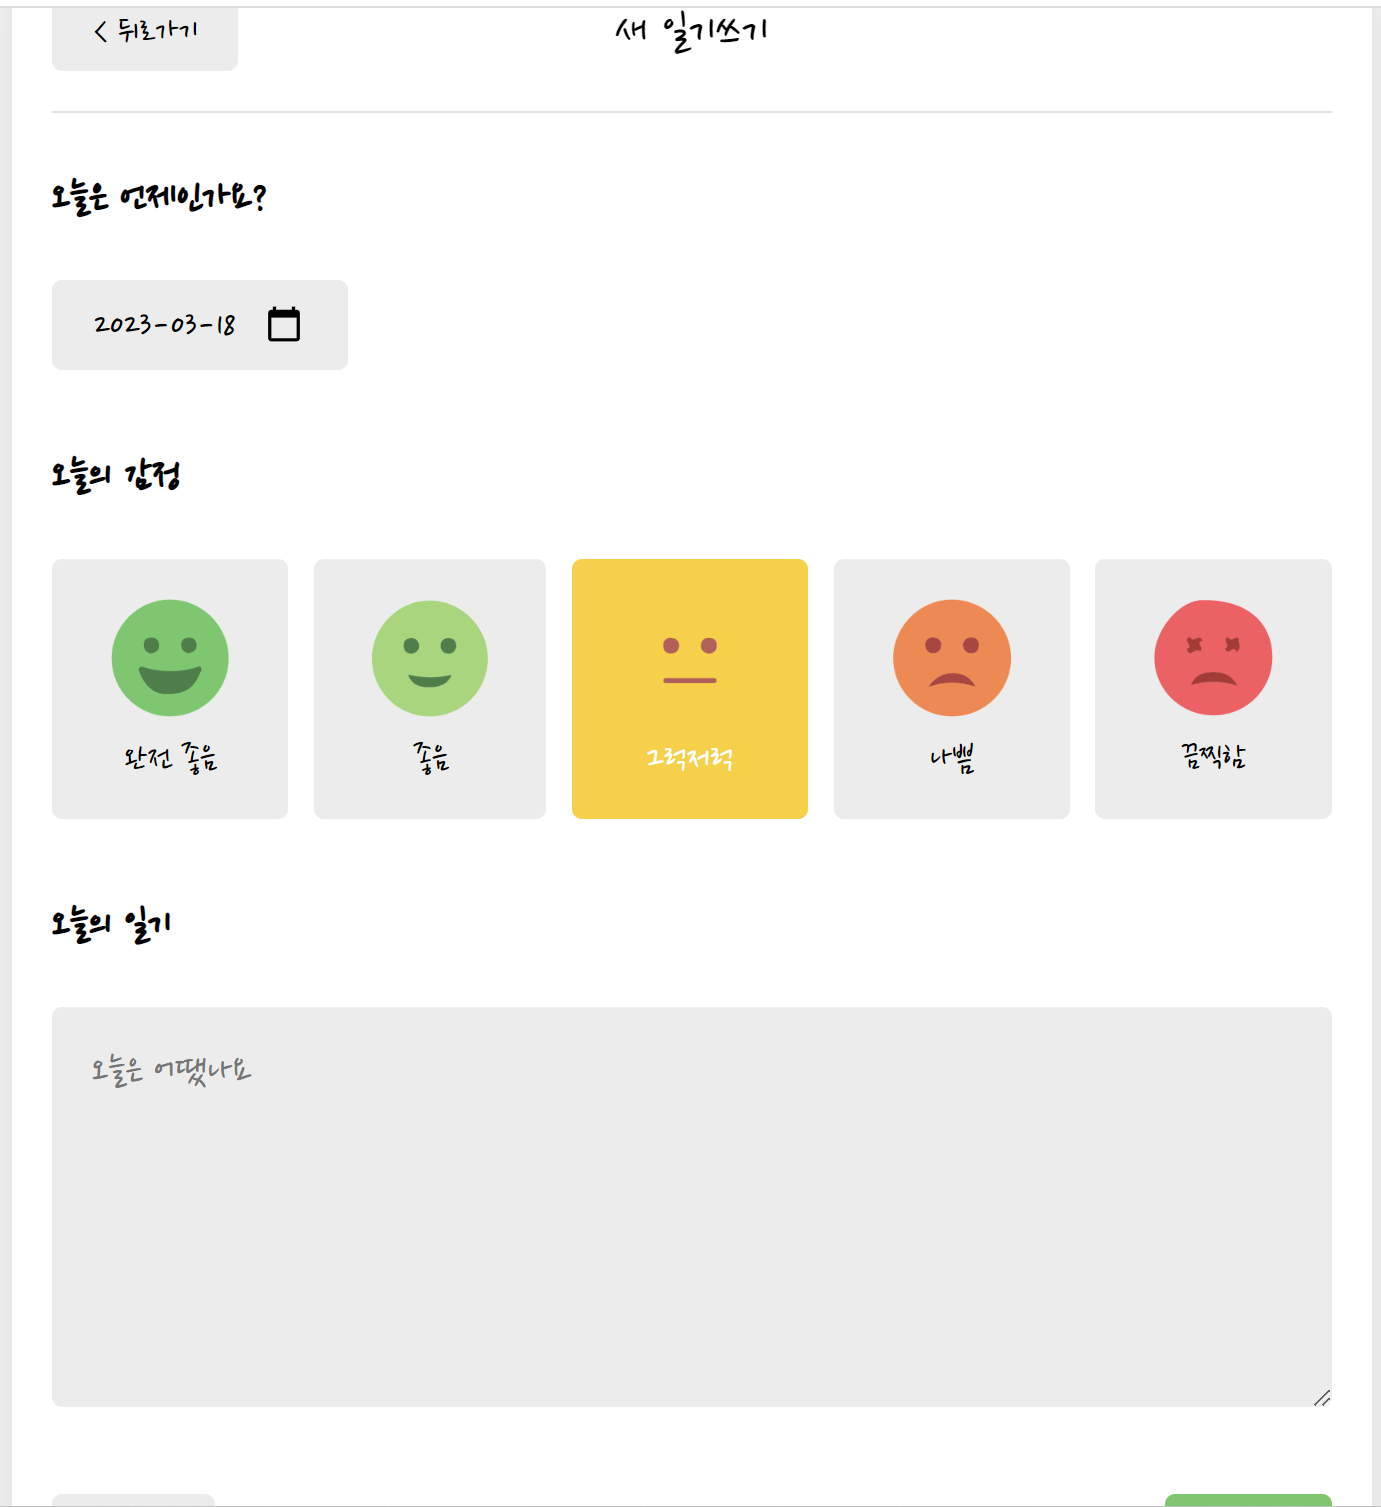 < 뒤로가기
새 일기쓰기
오늘은 언제인가요?
2023-03-18
오늘의 감정
완전 좋음
좋음
그럭저럭
나쁨
끔찍함
오늘의 일기
오늘은 어땠나요